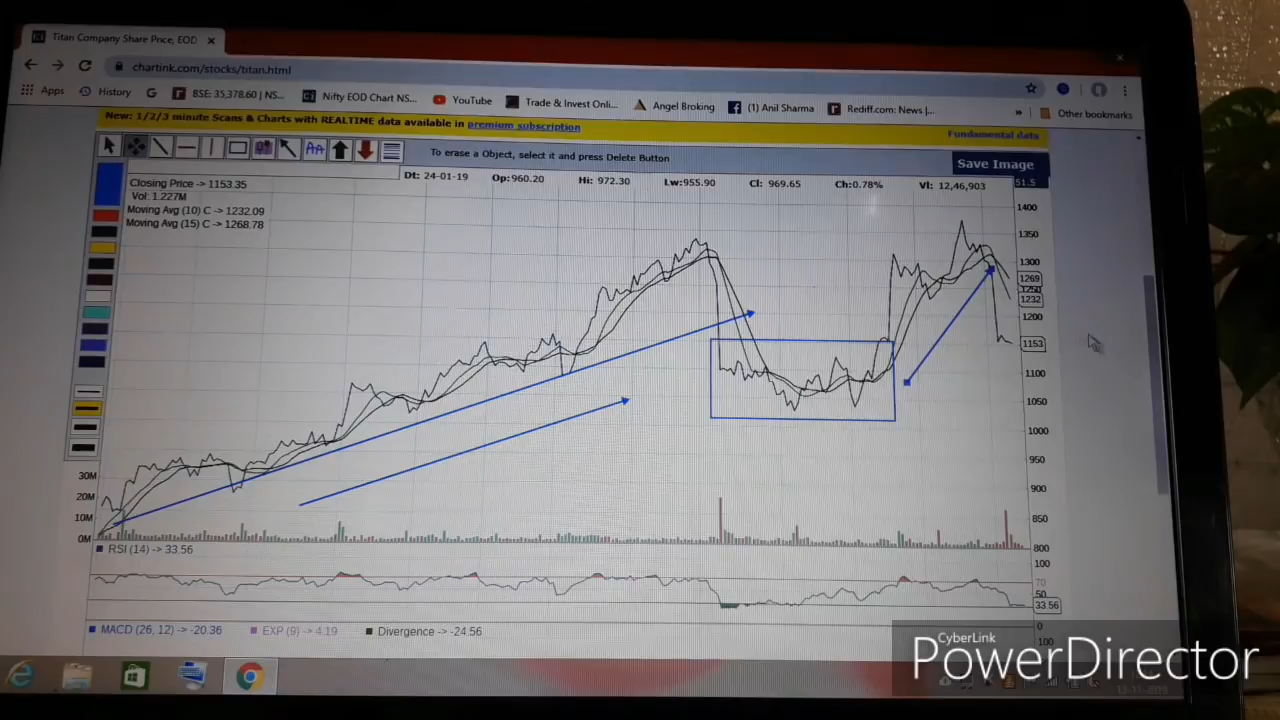 Titan Company Share Price, EOD
chartink.com/stocks/titan.html
Apps History BSE: 35,378.60 | NS... Nifty EOD Chart NS... YouTube Trade & Invest Onli... Angel Broking (1) Anil Sharma Rediff.com: News |... » Other bookmarks
New: 1/2/3 minute Scans & Charts with REALTIME data available in premium subscription
Fundamental data
To erase a Object, select it and press Delete Button
Save Image
Dt: 24-01-19 Op:960.20 Hi: 972.30 Lw:955.90 Cl: 969.65 Ch:0.78% Vl: 12,46,903
51.5
Closing Price -> 1153.35
Vol: 1.227M
Moving Avg (10) C -> 1232.09
Moving Avg (15) C -> 1268.78
1400
1350
1300
1269
1250
1232
1200
1153
1100
1050
1000
950
900
850
800
30M
20M
10M
0M
RSI (14) -> 33.56
100
70
50
33.56
0
MACD (26, 12) -> -20.36 EXP (9) -> 4.19 Divergence -> -24.56
100
CyberLink
PowerDirector